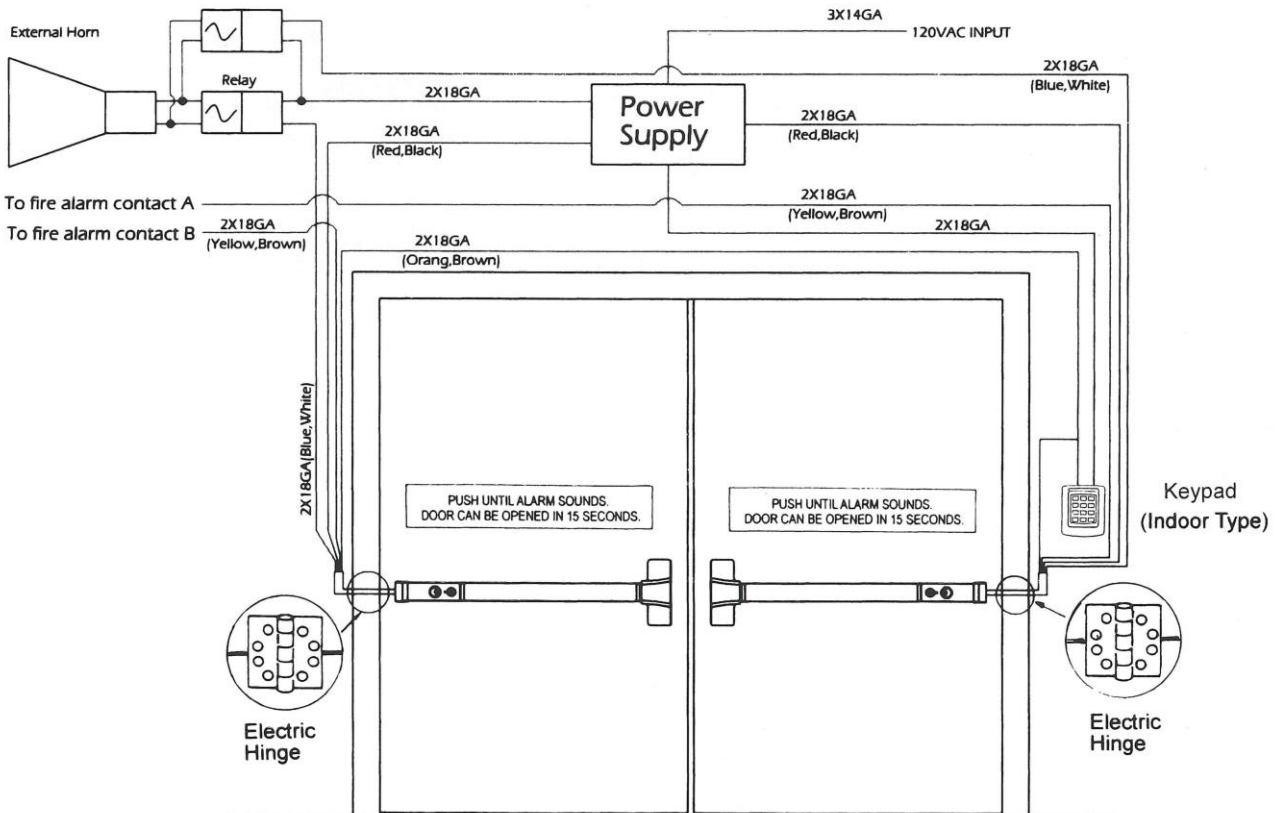 External Horn
Relay
3X14GA
120VAC INPUT
2X18GA
(Blue,White)
2X18GA
Power
Supply
2X18GA
(Red,Black)
2X18GA
(Red,Black)
To fire alarm contact A
2X18GA
(Yellow,Brown)
To fire alarm contact B
2X18GA
(Yellow,Brown)
2X18GA
2X18GA
(Orang,Brown)
2X18GA(Blue,White)
PUSH UNTIL ALARM SOUNDS.
DOOR CAN BE OPENED IN 15 SECONDS.
PUSH UNTIL ALARM SOUNDS.
DOOR CAN BE OPENED IN 15 SECONDS.
Keypad
(Indoor Type)
Electric
Hinge
Electric
Hinge